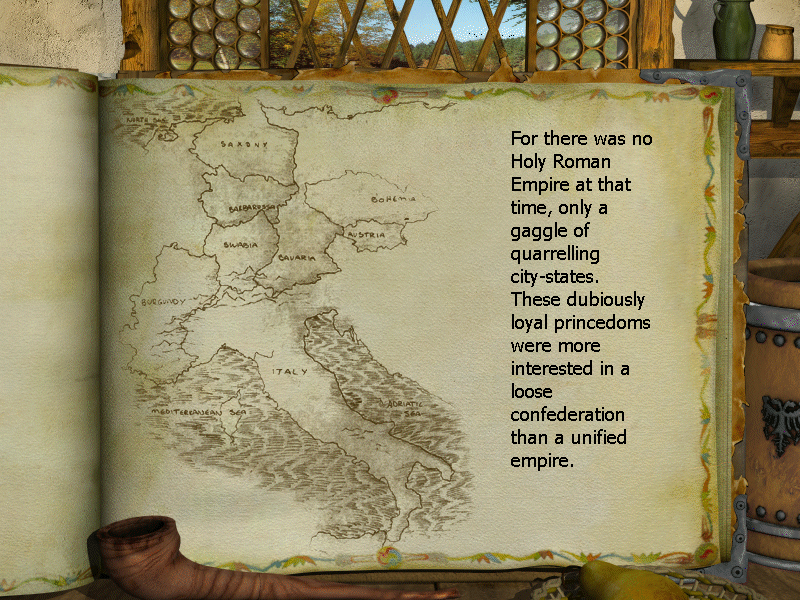 NORTH SEA
SAXONY
BOHEMIA
BARBAROSSA
AUSTRIA
SWABIA
BAVARIA
BURGUNDY
ITALY
MEDITERRANEAN SEA
ADRIATIC
SEA
For there was no
Holy Roman
Empire at that
time, only a
gaggle of
quarrelling
city-states.
These dubiously
loyal princedoms
were more
interested in a
loose
confederation
than a unified
empire.